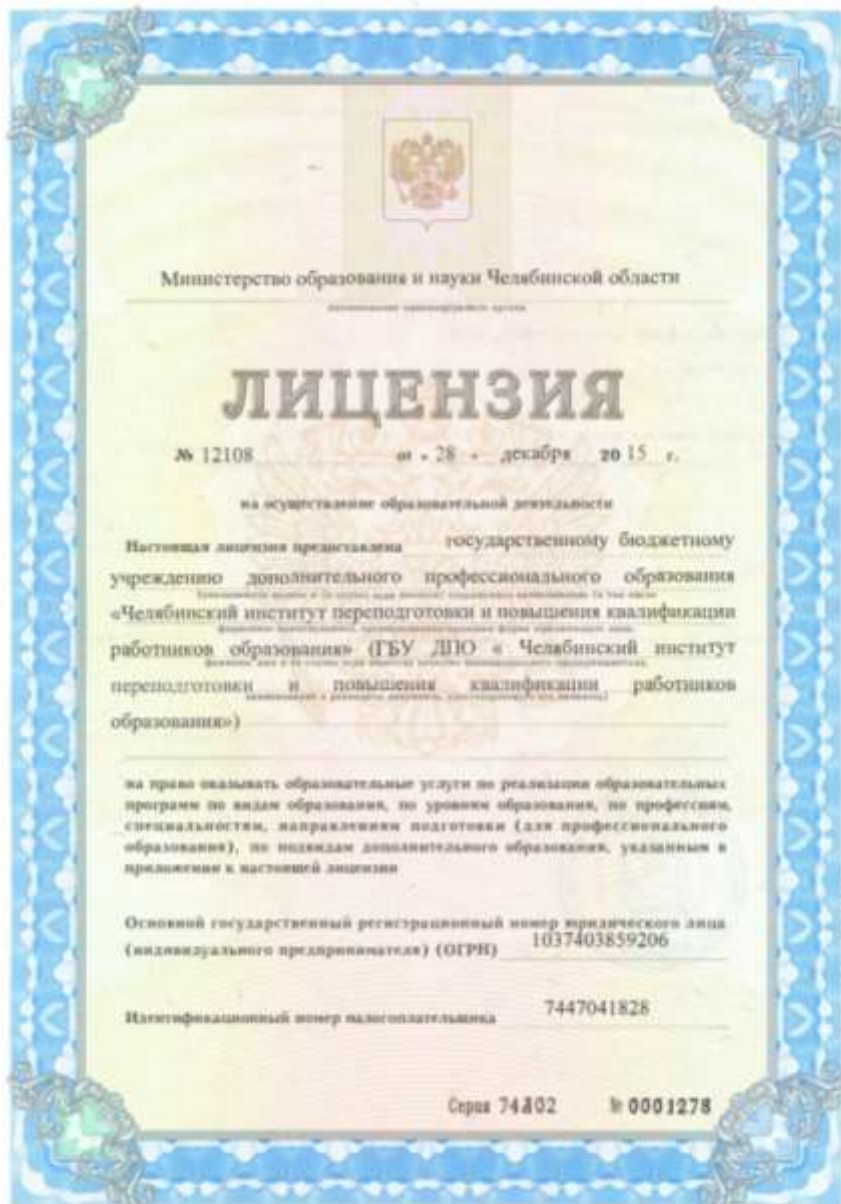 Министерство образования и науки Челябинской области
наименование лицензирующего органа
ЛИЦЕНЗИЯ
№ 12108 от « 28 » декабря 20 15 г.
на осуществление образовательной деятельности
Настоящая лицензия предоставлена государственному бюджетному
учреждению дополнительного профессионального образования
«Челябинский институт переподготовки и повышения квалификации
работников образования» (ГБУ ДПО « Челябинский институт
переподготовки и повышения квалификации работников
образования»)
на право оказывать образовательные услуги по реализации образовательных
программ по видам образования, по уровням образования, по профессиям,
специальностям, направлениям подготовки (для профессионального
образования), по подвидам дополнительного образования, указанным в
приложении к настоящей лицензии
Основной государственный регистрационный номер юридического лица
(индивидуального предпринимателя) (ОГРН) 1037403859206
Идентификационный номер налогоплательщика 7447041828
Серия 74Л02 № 0001278